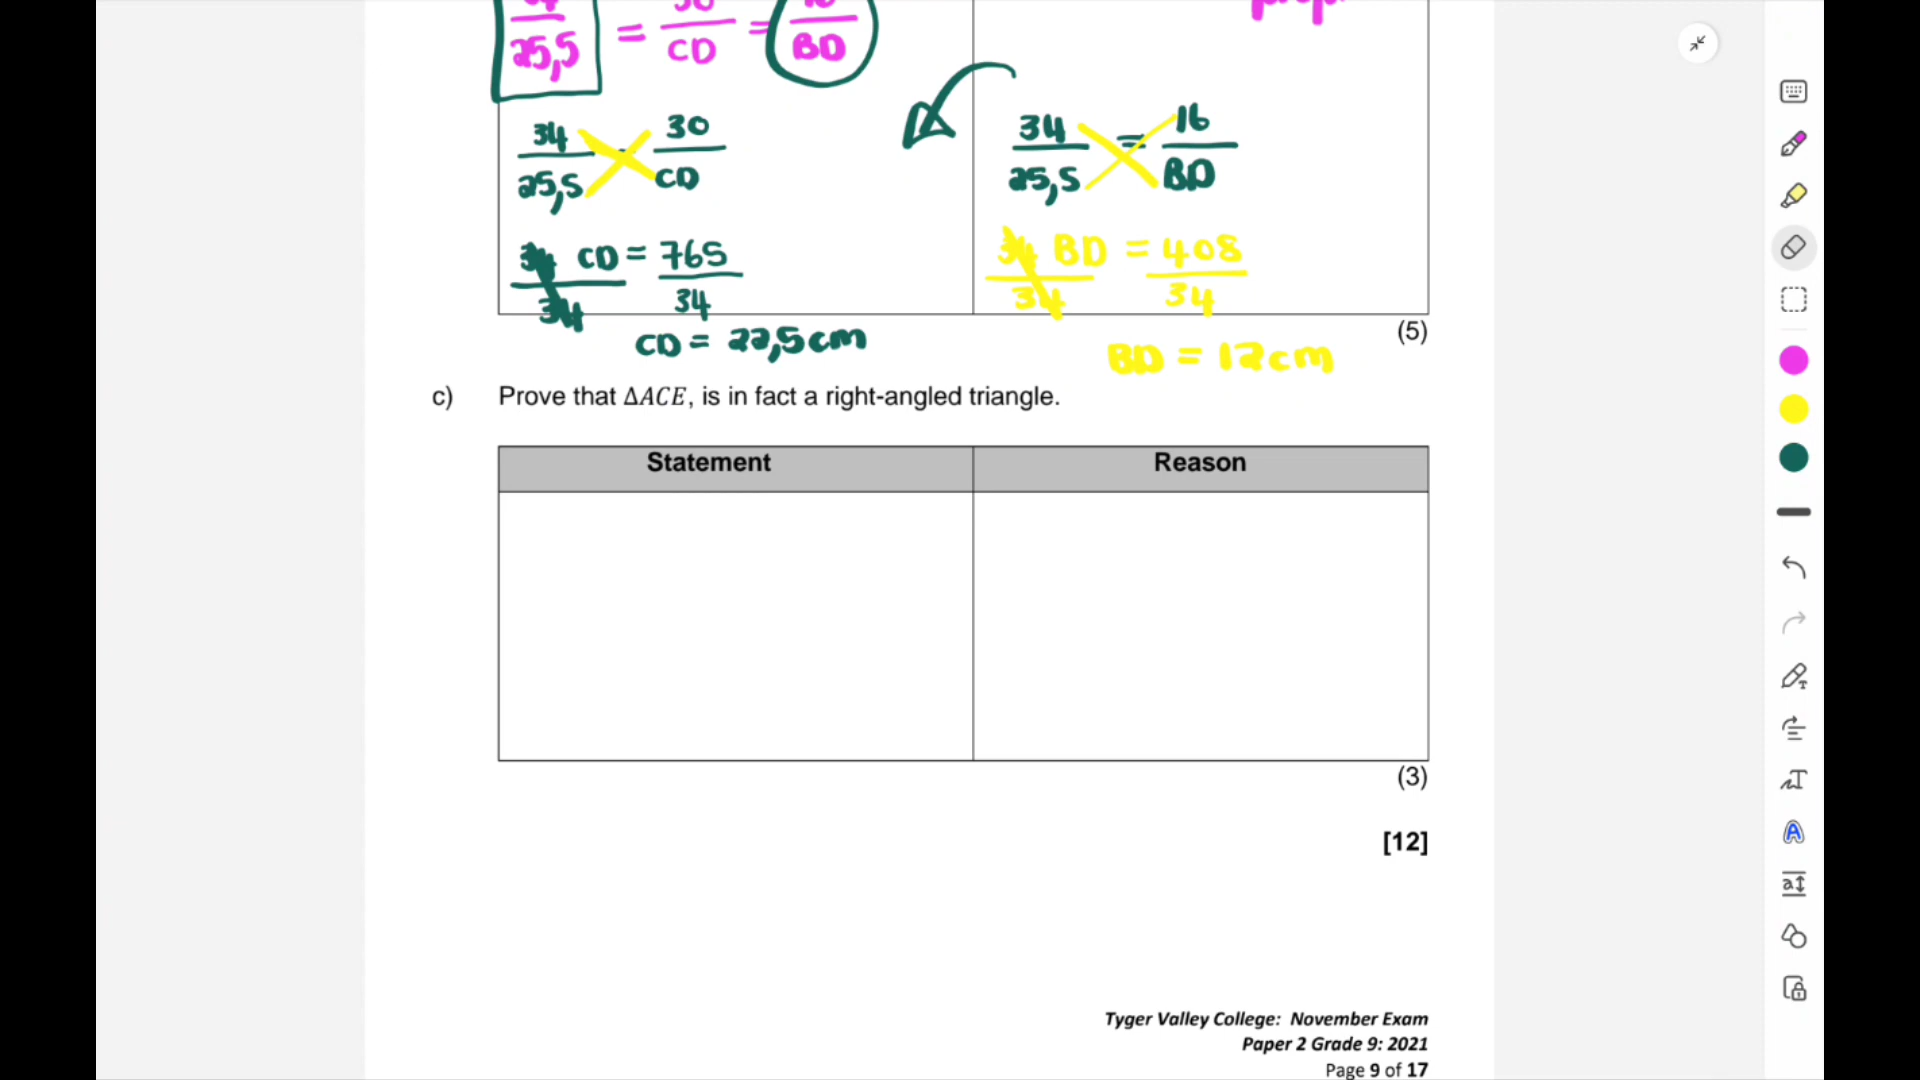 25,5 = CD = BD
34 30 34 = 16
25,5 CD 25,5 BD
34 CD = 765 34 BD = 408
34 34 34 34
CD = 22,5cm
(5)
BD = 12cm
c) Prove that ΔACE, is in fact a right-angled triangle.
Statement Reason
(3)
[12]
Tyger Valley College: November Exam
Paper 2 Grade 9: 2021
Page 9 of 17